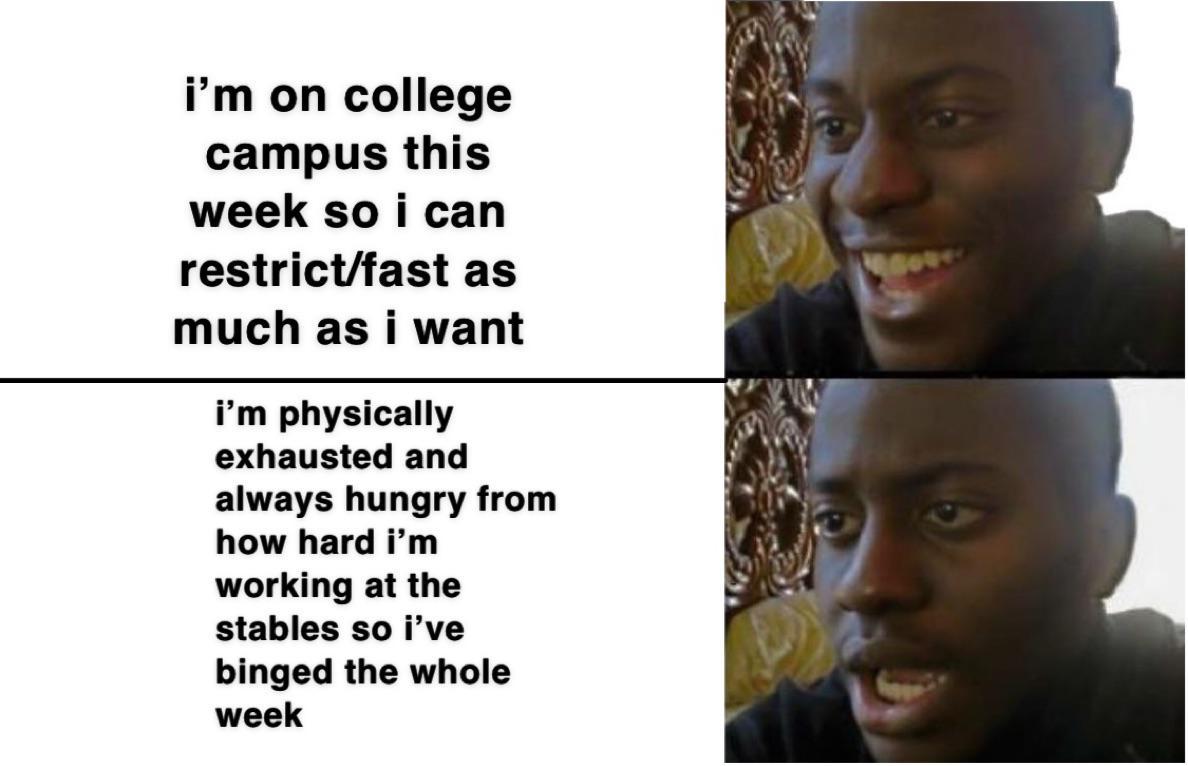 i’m on college
campus this
week so i can
restrict/fast as
much as i want
i’m physically
exhausted and
always hungry from
how hard i’m
working at the
stables so i’ve
binged the whole
week